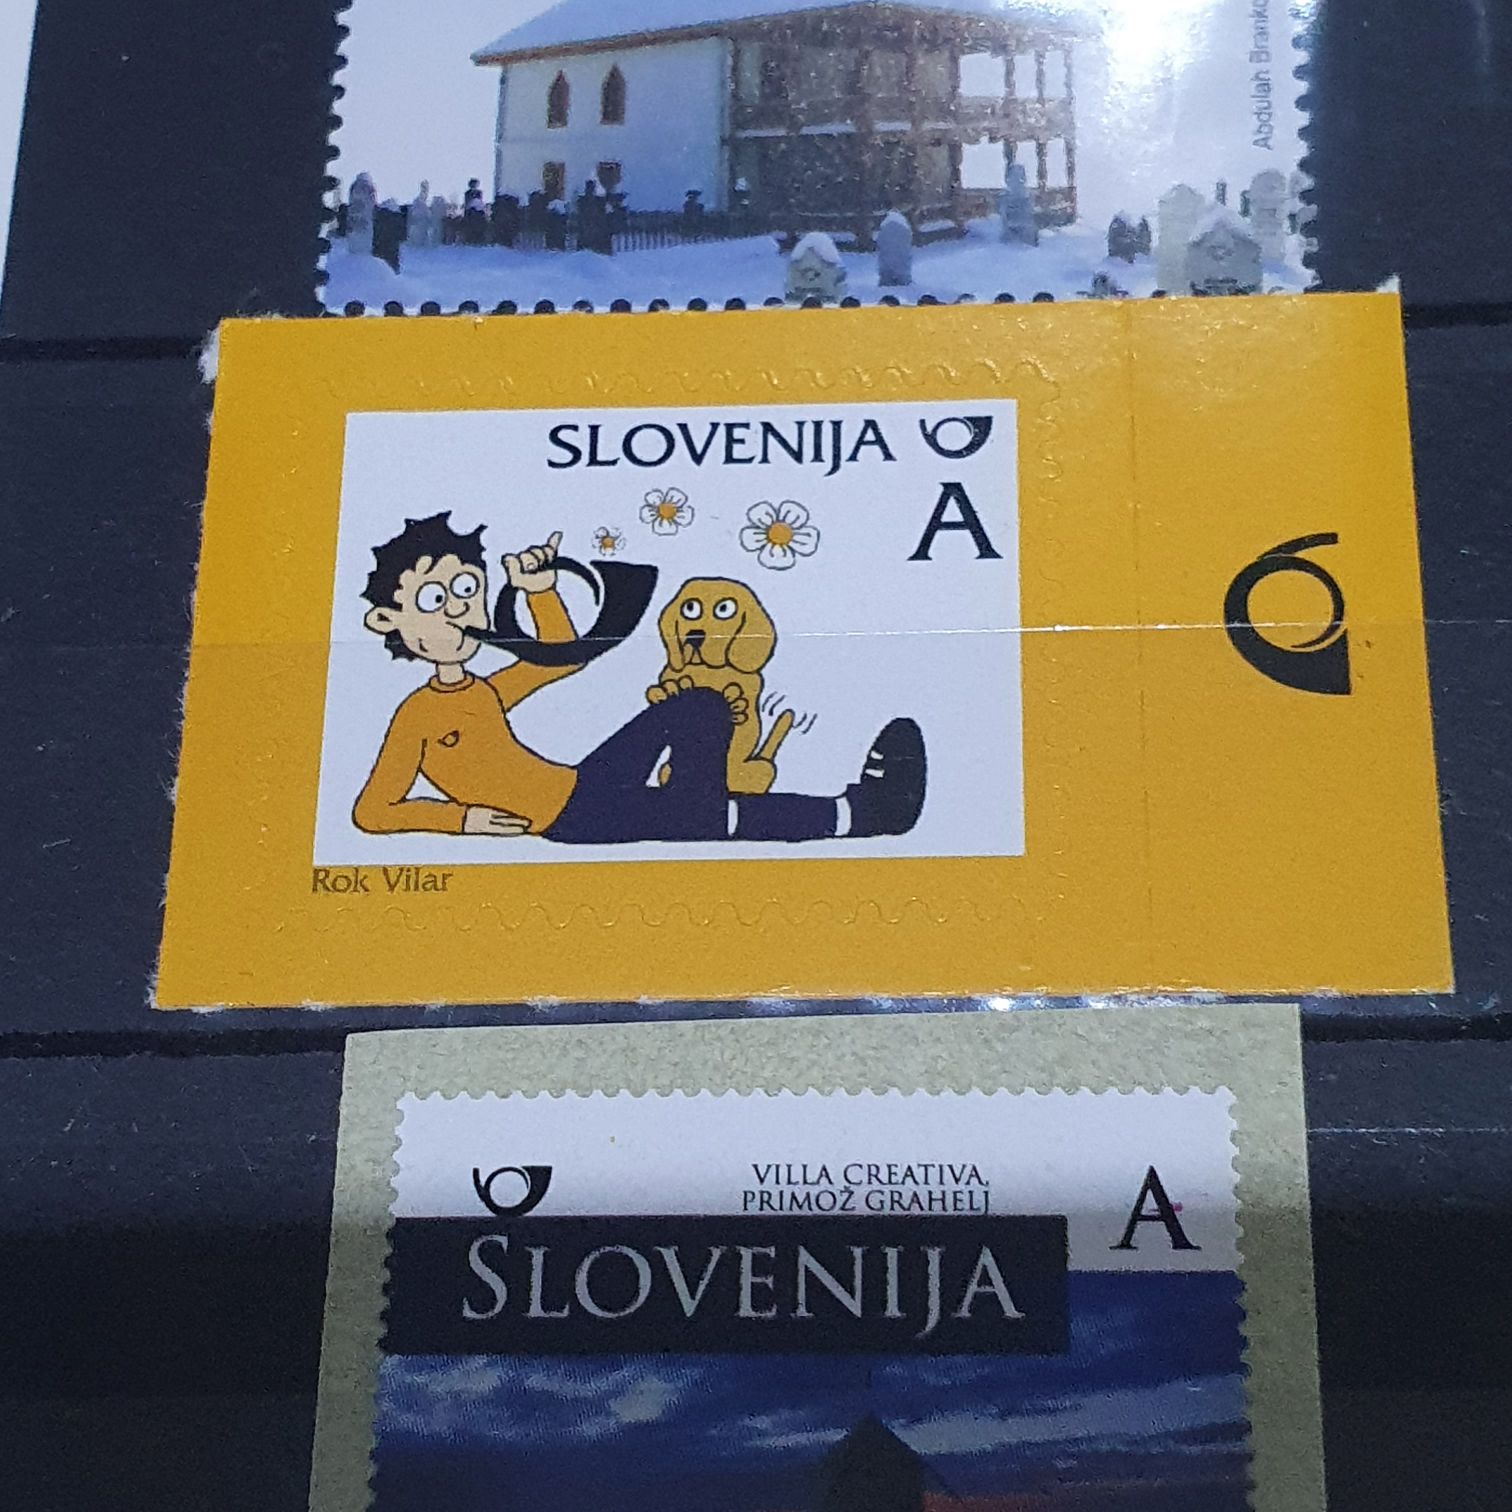 Abdulah Branko
SLOVENIJA
A
Rok Vilar
VILLA CREATIVA,
PRIMOŽ GRAHELJ
A
SLOVENIJA